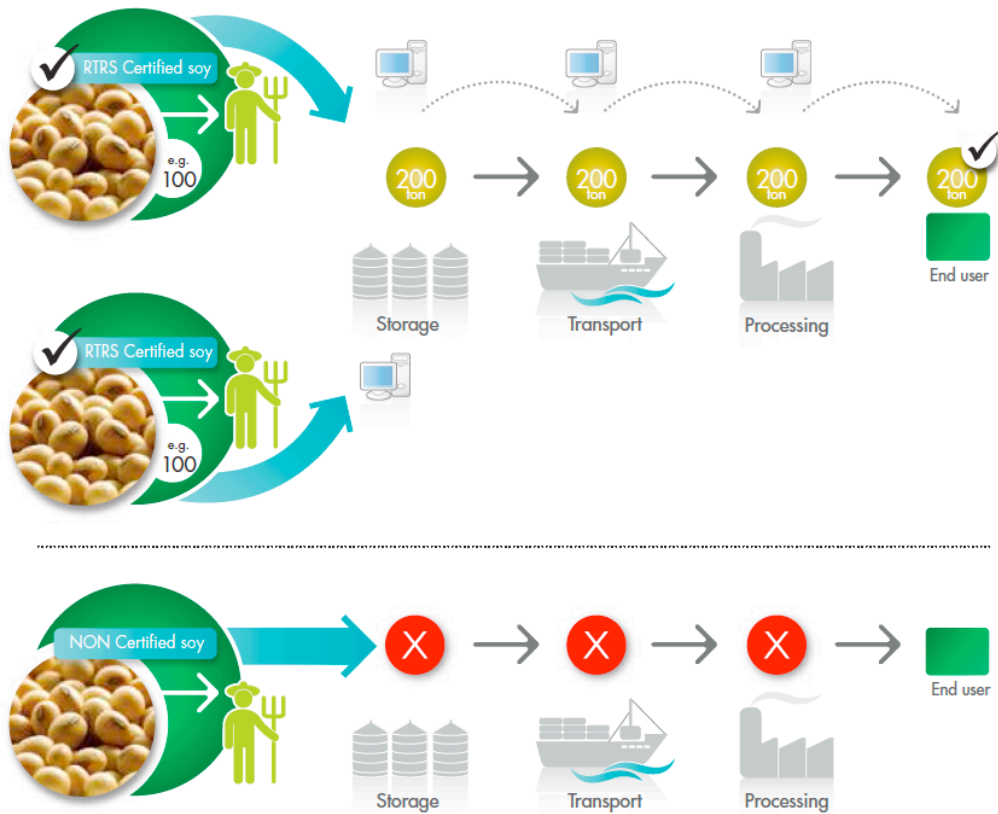 RTRS Certified soy
e.g.
100
200
ton
200
ton
200
ton
200
ton
End user
Storage
Transport
Processing
RTRS Certified soy
e.g.
100
NON Certified soy
X
X
X
End user
Storage
Transport
Processing